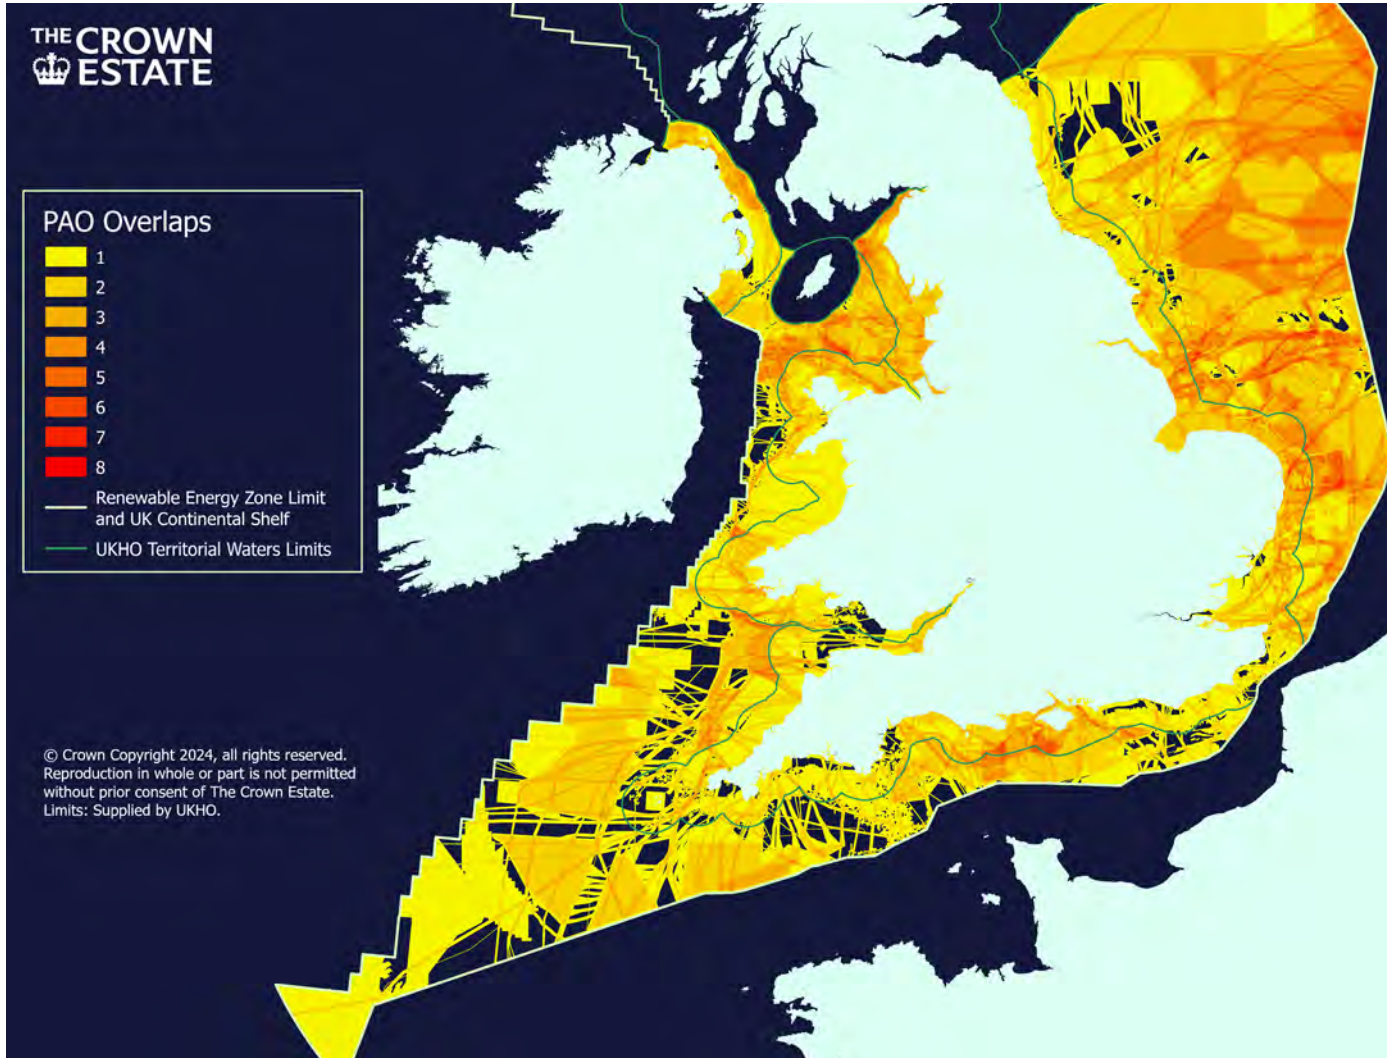 THE CROWN
ESTATE
PAO Overlaps
1
2
3
4
5
6
7
8
Renewable Energy Zone Limit
and UK Continental Shelf
UKHO Territorial Waters Limits
© Crown Copyright 2024, all rights reserved.
Reproduction in whole or part is not permitted
without prior consent of The Crown Estate.
Limits: Supplied by UKHO.